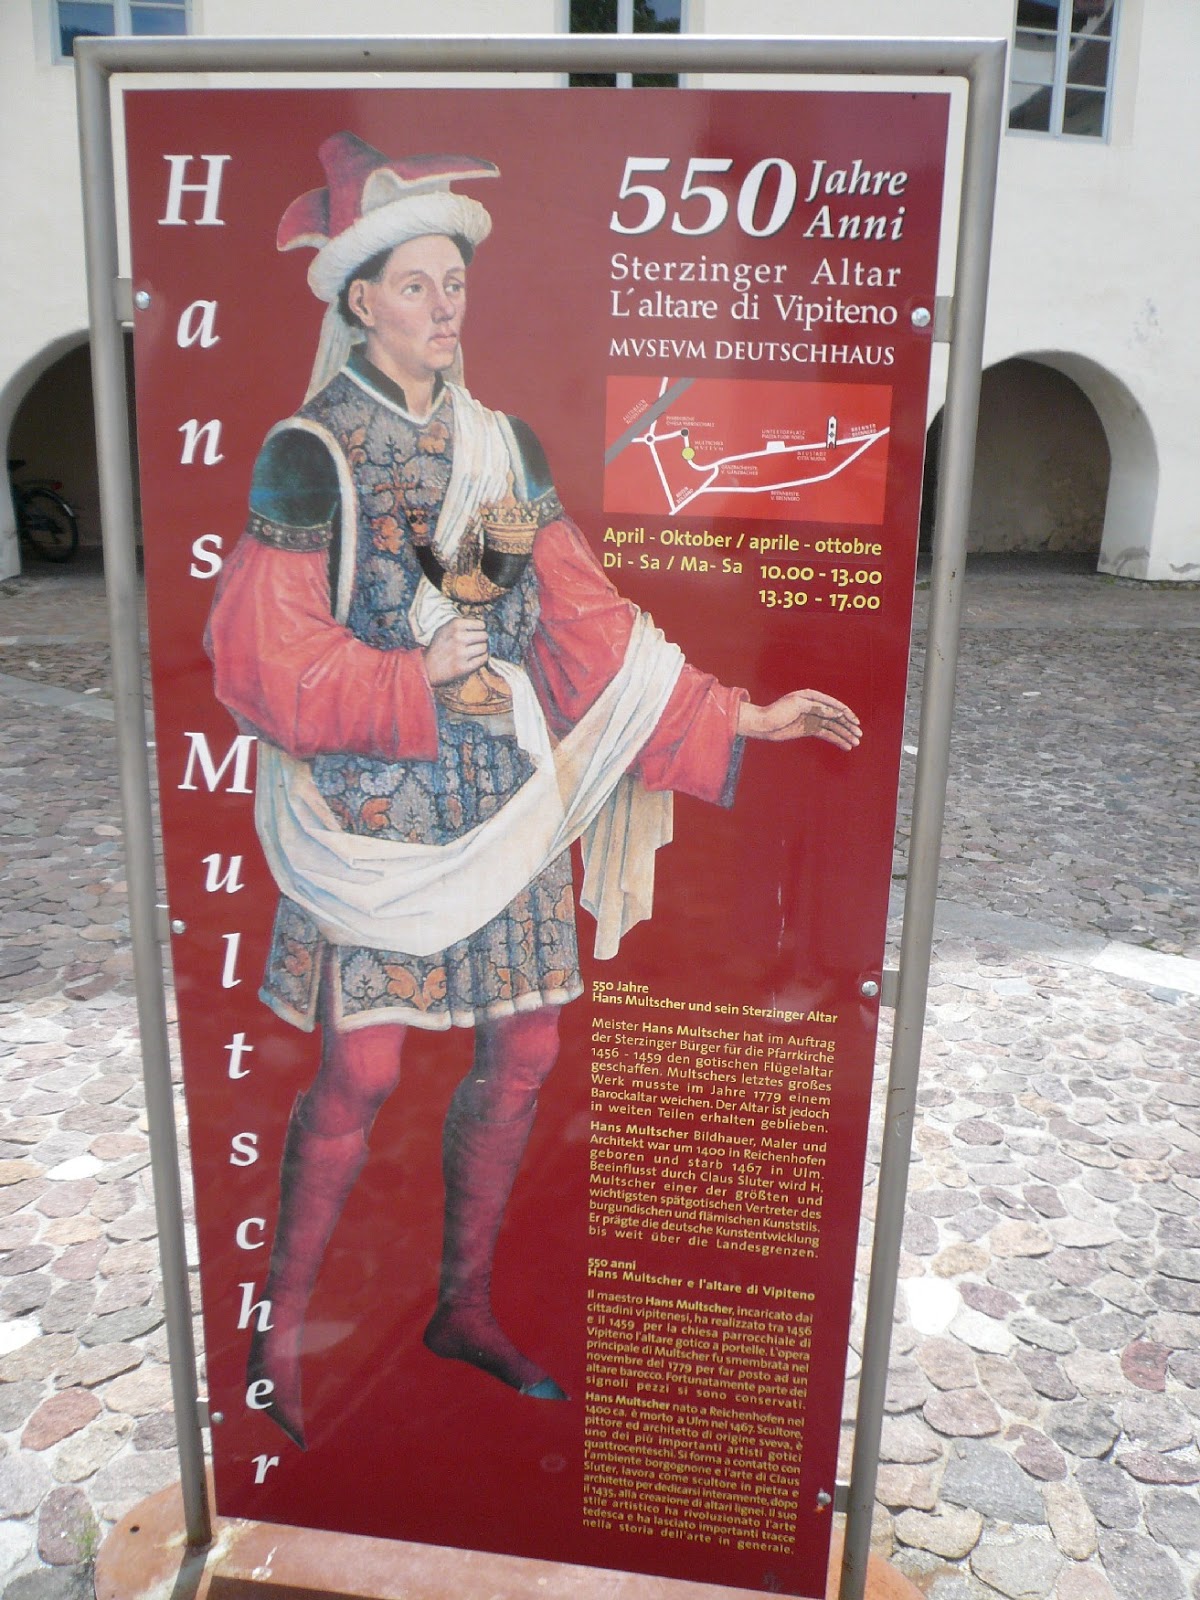 Hans Multscher
550 Jahre
Anni
Sterzinger Altar
L'altare di Vipiteno
MVSEVM DEUTSCHHAUS
April - Oktober / aprile - ottobre
Di - Sa / Ma- Sa 10.00 - 13.00
13.30 - 17.00
550 Jahre
Hans Multscher und sein Sterzinger Altar
Meister Hans Multscher hat im Auftrag
der Sterzinger Bürger für die Pfarrkirche
1456 - 1459 den gotischen Flügelaltar
geschaffen. Multschers letztes großes
Werk musste im Jahre 1779 einem
Barockaltar weichen. Der Altar ist jedoch
in weiten Teilen erhalten geblieben.
Hans Multscher Bildhauer, Maler und
Architekt war um 1400 in Reichenhofen
geboren und starb 1467 in Ulm.
Beeinflusst durch Claus Sluter wird H.
Multscher einer der größten und
wichtigsten spätgotischen Vertreter des
burgundischen und flämischen Kunststils.
Er prägte die deutsche Kunstentwicklung
bis weit über die Landesgrenzen.
550 anni
Hans Multscher e l'altare di Vipiteno
Il maestro Hans Multscher, incaricato dai
cittadini vipitenesi, ha realizzato tra 1456
e il 1459 per la chiesa parrocchiale di
Vipiteno l'altare gotico a portelle. L'opera
principale di Multscher fu smembrata nel
novembre del 1779 per far posto ad un
altare barocco. Fortunatamente parte dei
signoli pezzi si sono conservati.
Hans Multscher nato a Reichenhofen nel
1400 ca. è morto a Ulm nel 1467. Scultore,
pittore ed architetto di origine sveva, è
uno dei più importanti artisti gotici
quattrocenteschi. Si forma a contatto con
l'ambiente borgognone e l'arte di Claus
Sluter, lavora come scultore in pietra e
architetto per dedicarsi interamente, dopo
il 1435, alla creazione di altari lignei. Il suo
stile artistico ha rivoluzionato l'arte
tedesca e ha lasciato importanti tracce
nella storia dell'arte in generale.